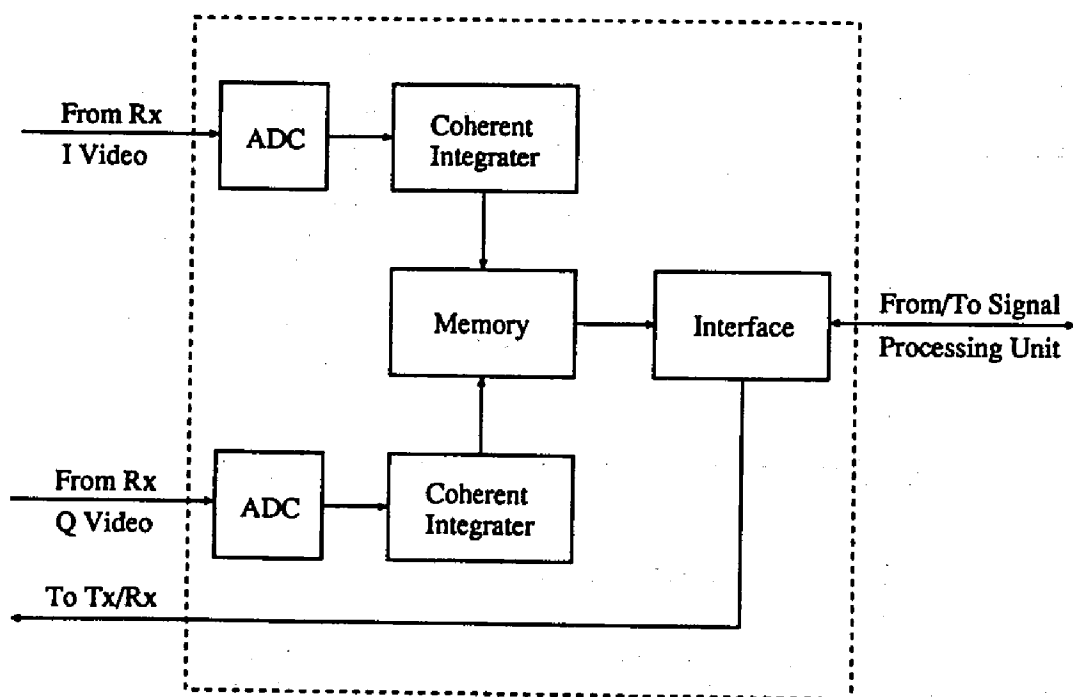 From Rx
I Video
ADC
Coherent
Integrater
Memory
Interface
From/To Signal
Processing Unit
From Rx
Q Video
ADC
Coherent
Integrater
To Tx/Rx